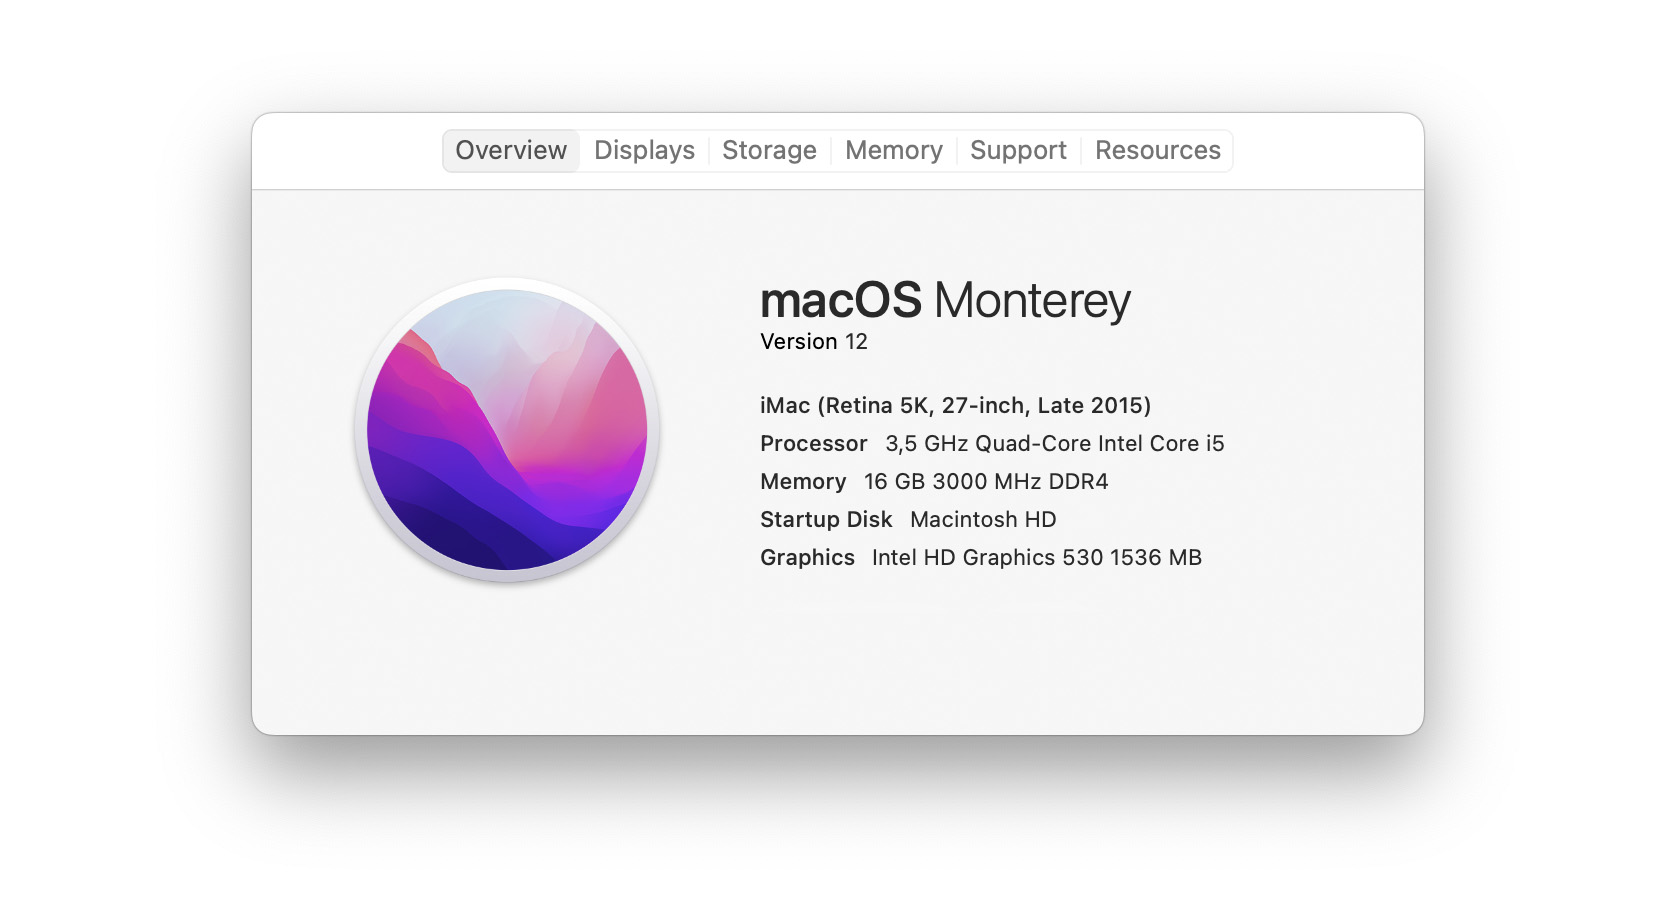 Overview Displays Storage Memory Support Resources
macOS Monterey
Version 12
iMac (Retina 5K, 27-inch, Late 2015)
Processor 3,5 GHz Quad-Core Intel Core i5
Memory 16 GB 3000 MHz DDR4
Startup Disk Macintosh HD
Graphics Intel HD Graphics 530 1536 MB